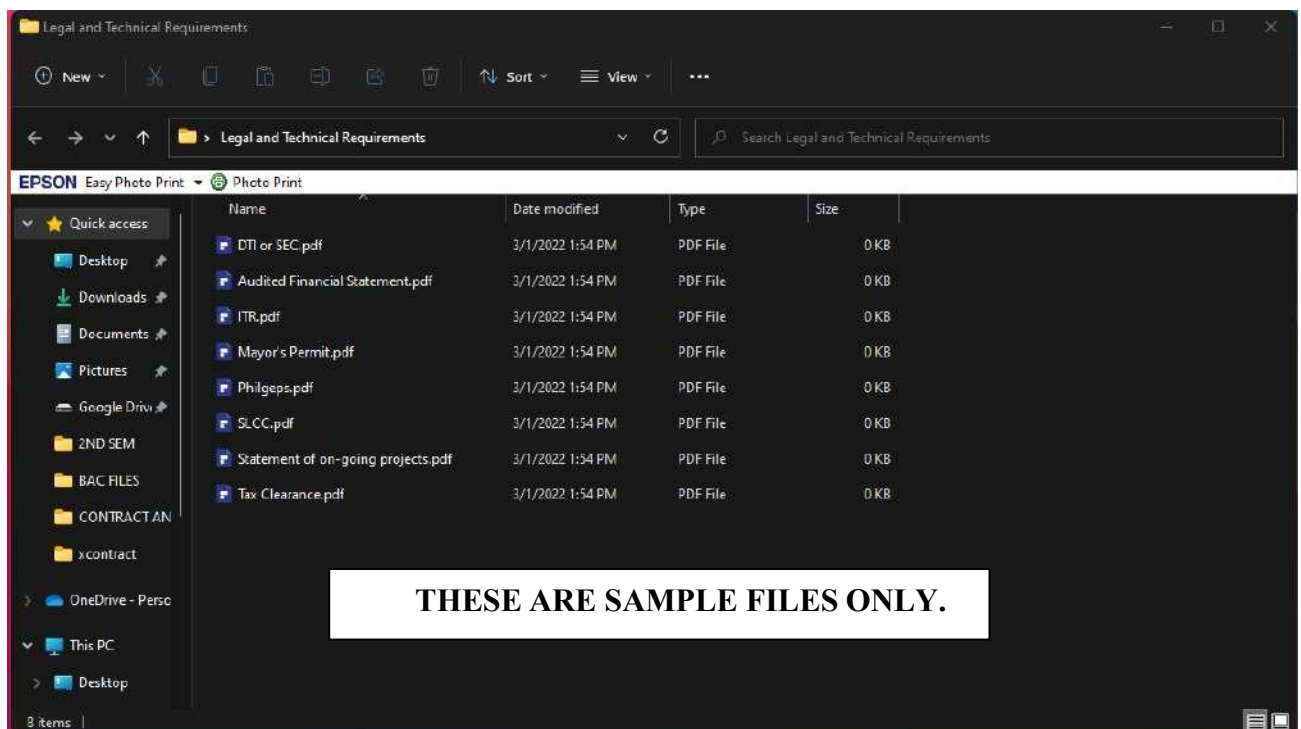 Legal and Technical Requirements
New
Sort
View
Legal and Technical Requirements
Search Legal and Technical Requirements
EPSON Easy Photo Print Photo Print
Name Date modified Type Size
Quick access
Desktop
Downloads
Documents
Pictures
Google Driv
2ND SEM
BAC FILES
CONTRACT AN
xcontract
OneDrive - Perso
This PC
Desktop
DTI or SEC.pdf 3/1/2022 1:54 PM PDF File 0 KB
Audited Financial Statement.pdf 3/1/2022 1:54 PM PDF File 0 KB
ITR.pdf 3/1/2022 1:54 PM PDF File 0 KB
Mayor's Permit.pdf 3/1/2022 1:54 PM PDF File 0 KB
Philgeps.pdf 3/1/2022 1:54 PM PDF File 0 KB
SLCC.pdf 3/1/2022 1:54 PM PDF File 0 KB
Statement of on-going projects.pdf 3/1/2022 1:54 PM PDF File 0 KB
Tax Clearance.pdf 3/1/2022 1:54 PM PDF File 0 KB
THESE ARE SAMPLE FILES ONLY.
8 items